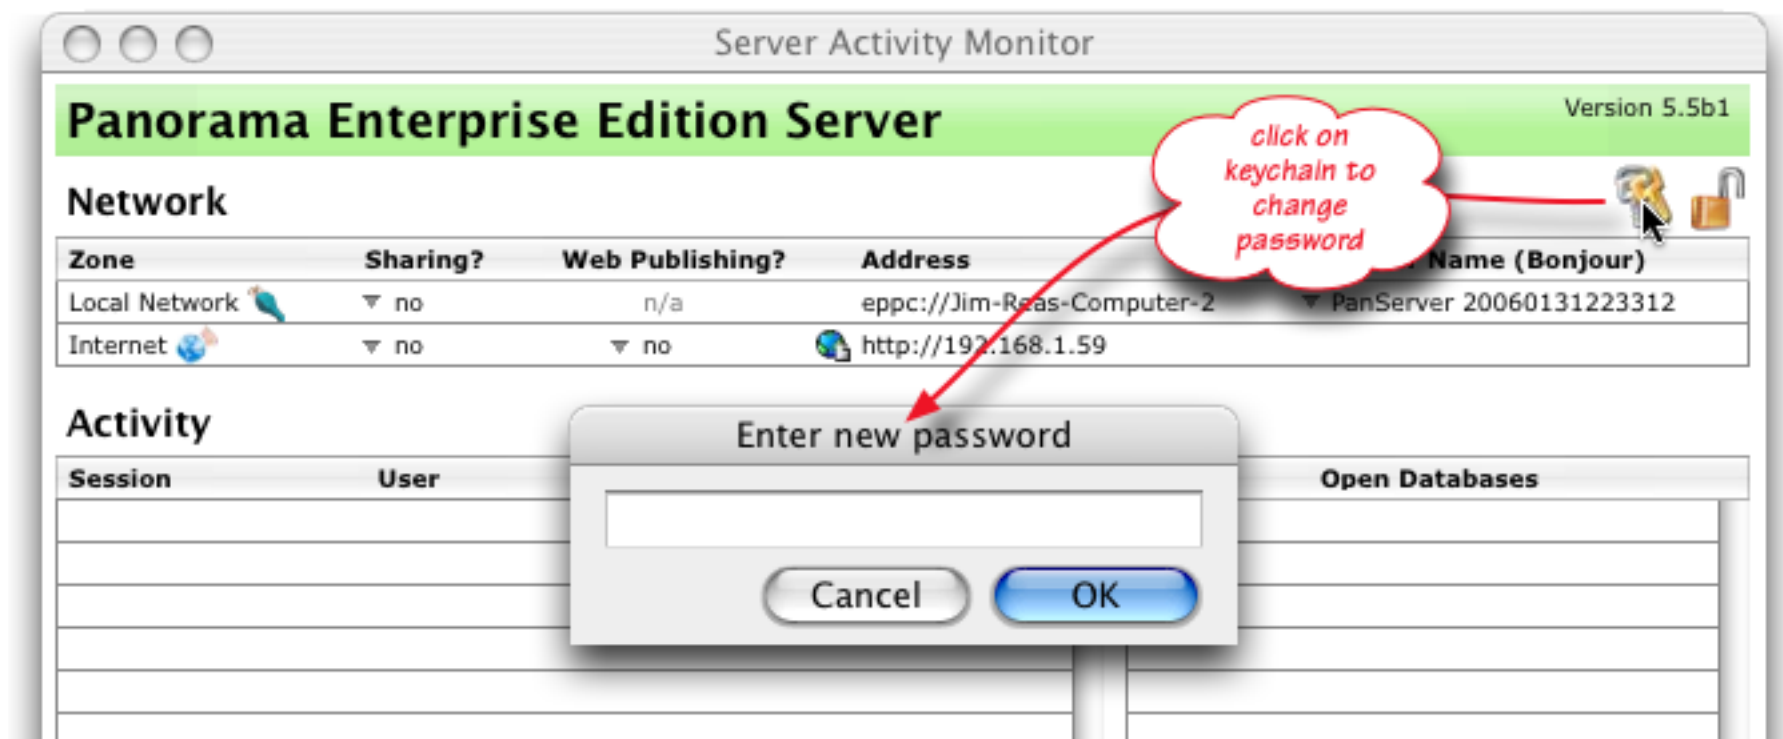 Server Activity Monitor
Panorama Enterprise Edition Server
Version 5.5b1
click on
keychain to
change
password
Network
Zone Sharing? Web Publishing? Address Name (Bonjour)
Local Network no n/a eppc://Jim-Reas-Computer-2 PanServer 20060131223312
Internet no no http://192.168.1.59
Activity
Enter new password
Session User Open Databases
Cancel OK